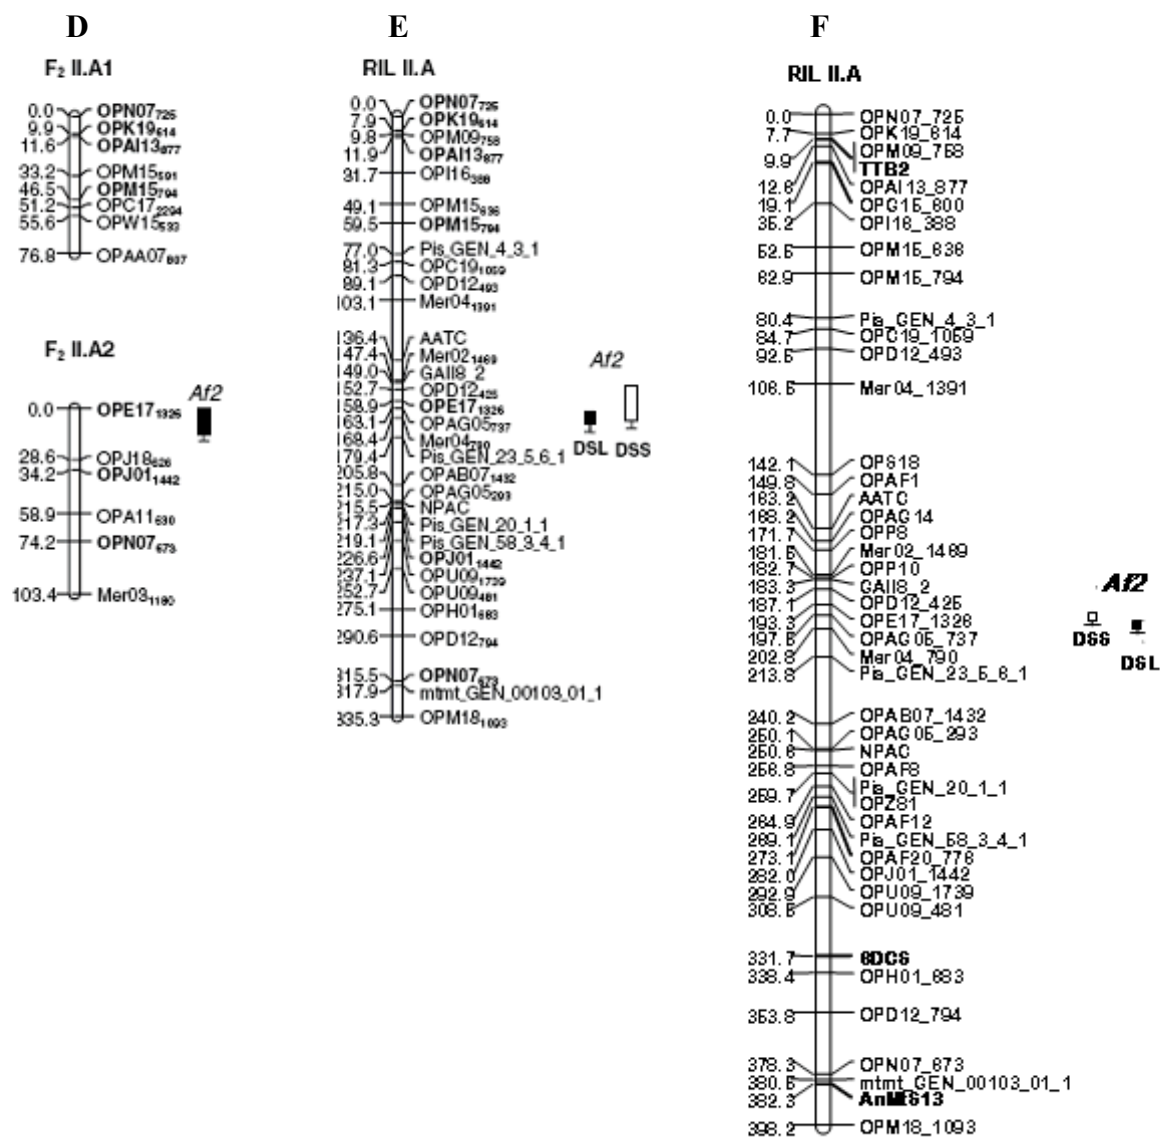 D
F₂ II.A1
0.0 OPN07725
9.9 OPK19614
11.6 OPAI13877
33.2 OPM15591
46.5 OPM15794
51.2 OPC172294
55.6 OPW15533
76.8 OPAA07807
F₂ II.A2
Af2
0.0 OPE171326
28.6 OPJ18626
34.2 OPJ011442
58.9 OPA11630
74.2 OPN07673
103.4 Mer031180
E
RIL II.A
0.0 OPN07725
7.9 OPK19614
9.8 OPM09758
11.9 OPAI13877
31.7 OPI16388
49.1 OPM15636
59.5 OPM15794
77.0 Pis_GEN_4_3_1
81.3 OPC191059
89.1 OPD12493
103.1 Mer041391
136.4 AATC
147.4 Mer021469
149.0 GAII8_2
152.7 OPD12425
158.9 OPE171326
163.1 OPAG05737
168.4 Mer04790
179.4 Pis_GEN_23_5_6_1
205.8 OPAB071432
215.0 OPAG05293
215.5 NPAC
217.3 Pis_GEN_20_1_1
219.1 Pis_GEN_58_3_4_1
226.6 OPJ011442
237.1 OPU091739
252.7 OPU09481
275.1 OPH01683
290.6 OPD12794
315.5 OPN07673
317.9 mtmt_GEN_00103_01_1
335.3 OPM181093
Af2
DSL DSS
F
RIL II.A
0.0 OPN07_725
7.7 OPK19_614
9.9 OPM09_758
TTB2
12.6 OPAI13_877
19.1 OPG15_600
35.2 OPI16_388
52.5 OPM15_636
62.9 OPM15_794
80.4 Pis_GEN_4_3_1
84.7 OPC19_1059
92.5 OPD12_493
106.5 Mer04_1391
142.1 OPS18
149.8 OPAF1
163.2 AATC
168.2 OPAG14
171.7 OPP8
181.5 Mer02_1469
182.7 OPP10
183.3 GAII8_2
187.1 OPD12_425
193.3 OPE17_1326
197.5 OPAG05_737
202.8 Mer04_790
213.8 Pis_GEN_23_5_6_1
240.2 OPAB07_1432
250.1 OPAG05_293
250.6 NPAC
256.8 OPAF8
259.7 Pis_GEN_20_1_1
OPZ81
264.9 OPAF12
269.1 Pis_GEN_58_3_4_1
273.1 OPAF20_776
282.0 OPJ01_1442
292.9 OPU09_1739
308.5 OPU09_481
331.7 6DCS
338.4 OPH01_683
353.8 OPD12_794
378.3 OPN07_673
380.5 mtmt_GEN_00103_01_1
382.3 AnMtS13
398.2 OPM18_1093
Af2
DSS
DSL